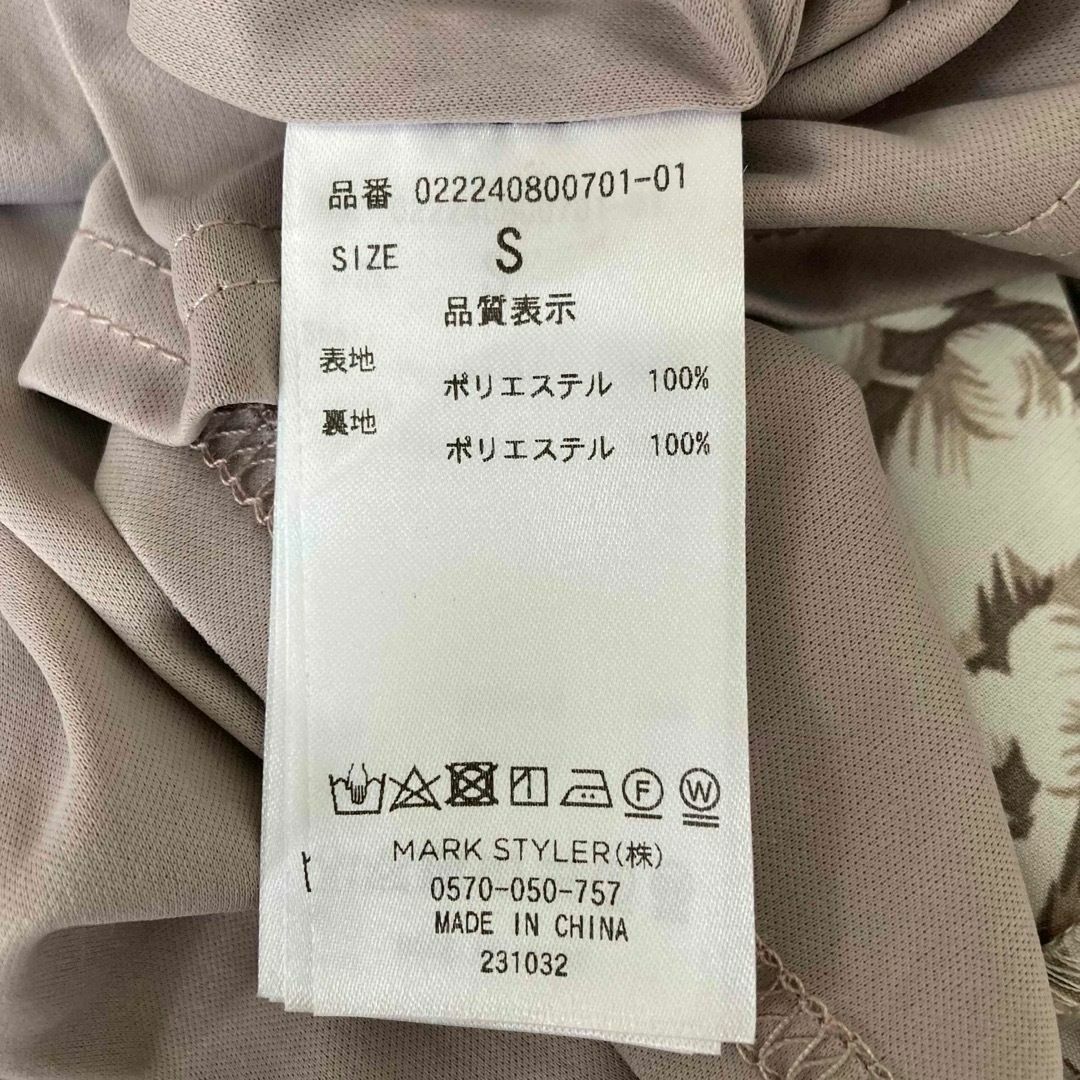 品番 022240800701-01
SIZE S
品質表示
表地
ポリエステル 100%
裏地
ポリエステル 100%
F W
MARK STYLER(株)
0570-050-757
MADE IN CHINA
231032